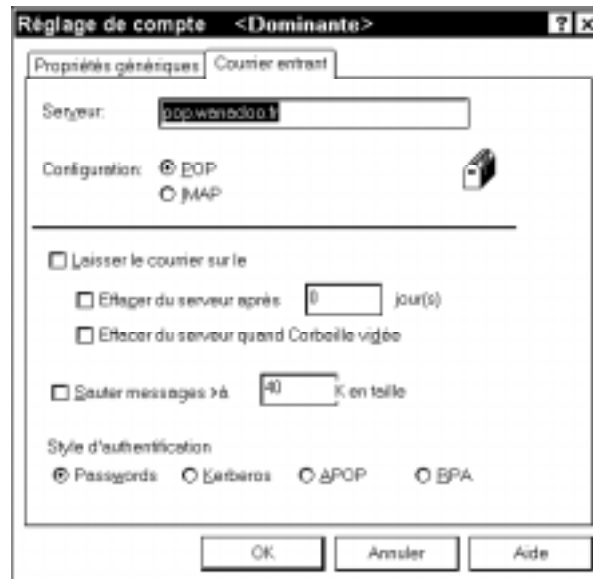 Réglage de compte <Dominante>
Propriétés génériques Courrier entrant
Serveur: pop.wanadoo.fr
Configuration: POP
IMAP
Laisser le courrier sur le
Effacer du serveur après 0 jour(s)
Effacer du serveur quand Corbeille vidée
Sauter messages >à 40 K en taille
Style d'authentification
Passwords Kerberos APOP RPA
OK Annuler Aide